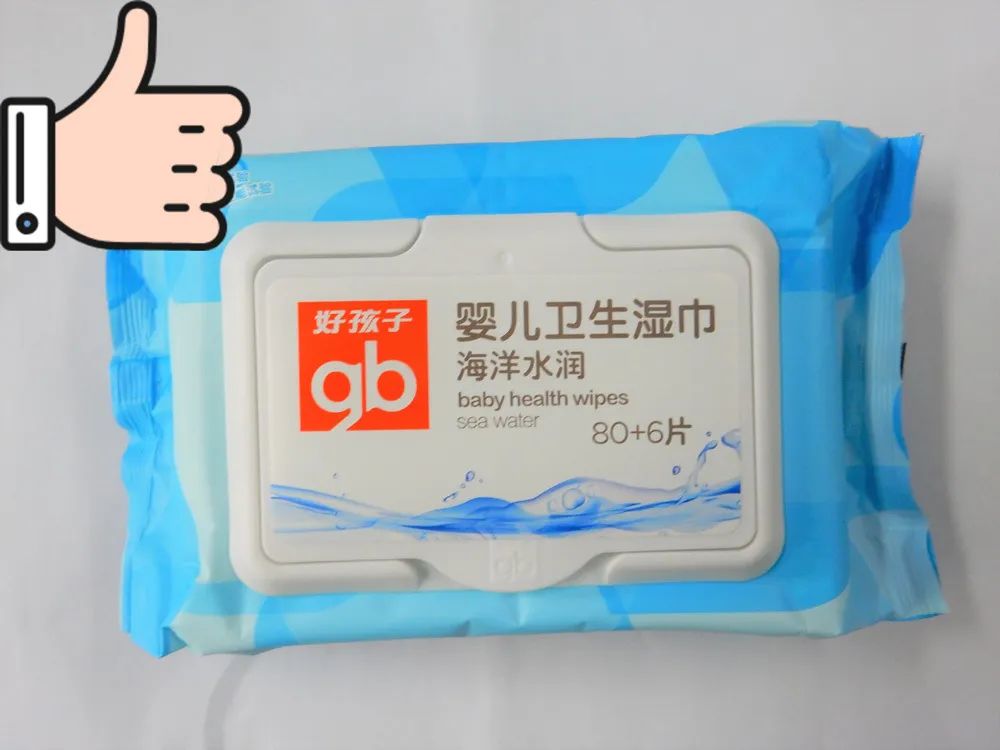 好孩子
gb
婴儿卫生湿巾
海洋水润
baby health wipes
sea water
80+6片
gb